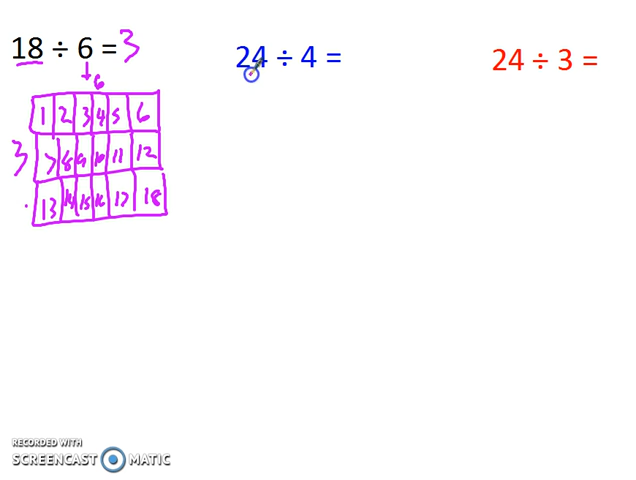 18 ÷ 6 = 3
24 ÷ 4 =
24 ÷ 3 =
6
1 2 3 4 5 6
3
7 8 9 10 11 12
13 14 15 16 17 18
RECORDED WITH
SCREENCAST MATIC